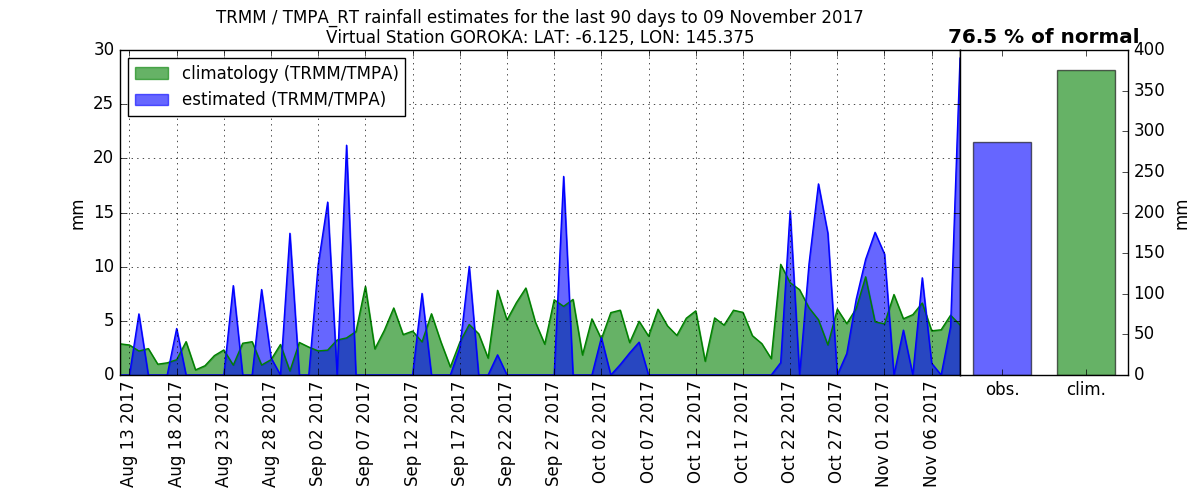 TRMM / TMPA_RT rainfall estimates for the last 90 days to 09 November 2017
Virtual Station GOROKA: LAT: -6.125, LON: 145.375
76.5 % of normal
climatology (TRMM/TMPA)
estimated (TRMM/TMPA)
30
25
20
15
10
5
0
mm
Aug 13 2017
Aug 18 2017
Aug 23 2017
Aug 28 2017
Sep 02 2017
Sep 07 2017
Sep 12 2017
Sep 17 2017
Sep 22 2017
Sep 27 2017
Oct 02 2017
Oct 07 2017
Oct 12 2017
Oct 17 2017
Oct 22 2017
Oct 27 2017
Nov 01 2017
Nov 06 2017
obs.
clim.
400
350
300
250
200
150
100
50
0
mm